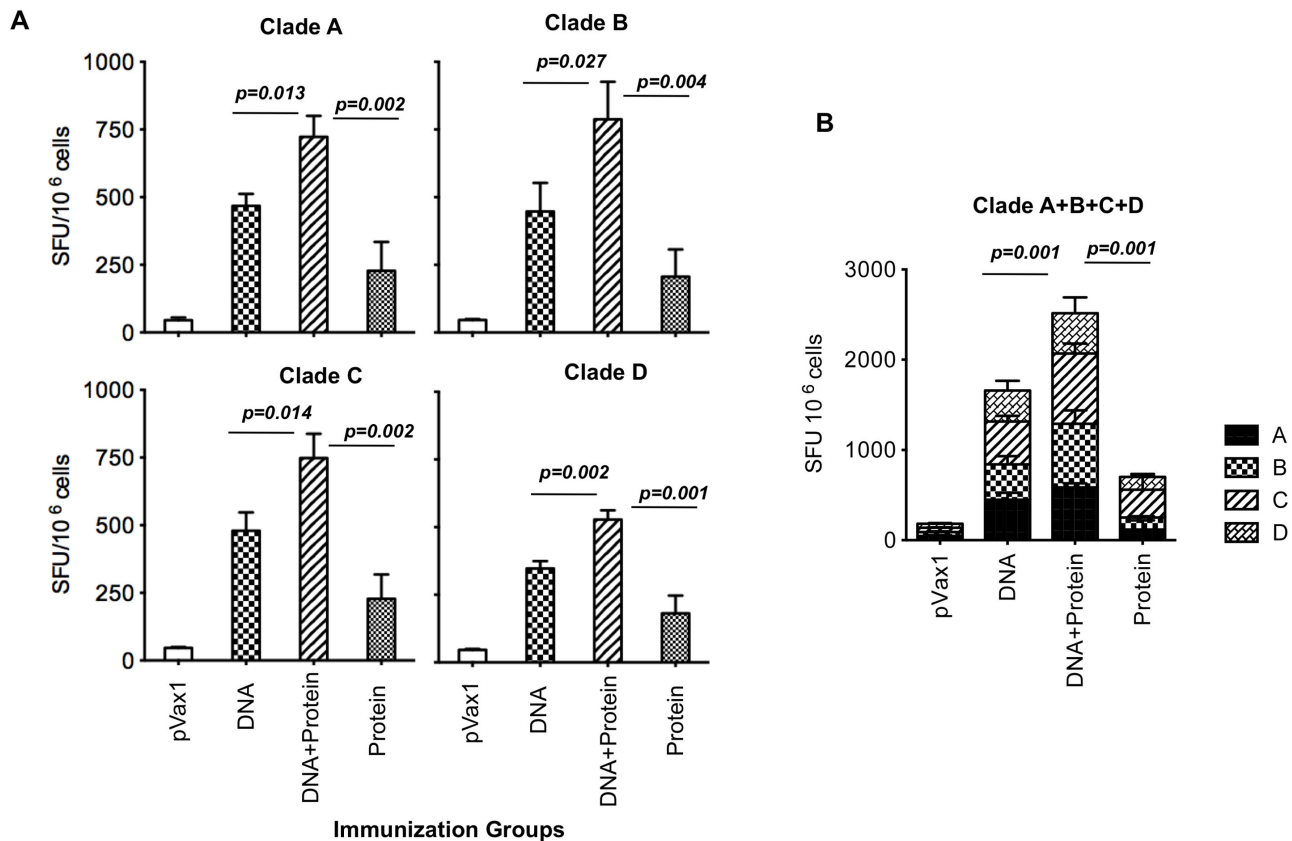 A
Clade A
Clade B
1000
750
500
250
0
SFU/10 6 cells
p=0.013
p=0.002
p=0.027
p=0.004
Clade C
Clade D
1000
750
500
250
0
SFU/10 6 cells
p=0.014
p=0.002
p=0.002
p=0.001
pVax1
DNA
DNA+Protein
Protein
pVax1
DNA
DNA+Protein
Protein
Immunization Groups
B
Clade A+B+C+D
p=0.001
p=0.001
3000
2000
1000
0
SFU 10 6 cells
pVax1
DNA
DNA+Protein
Protein
A
B
C
D